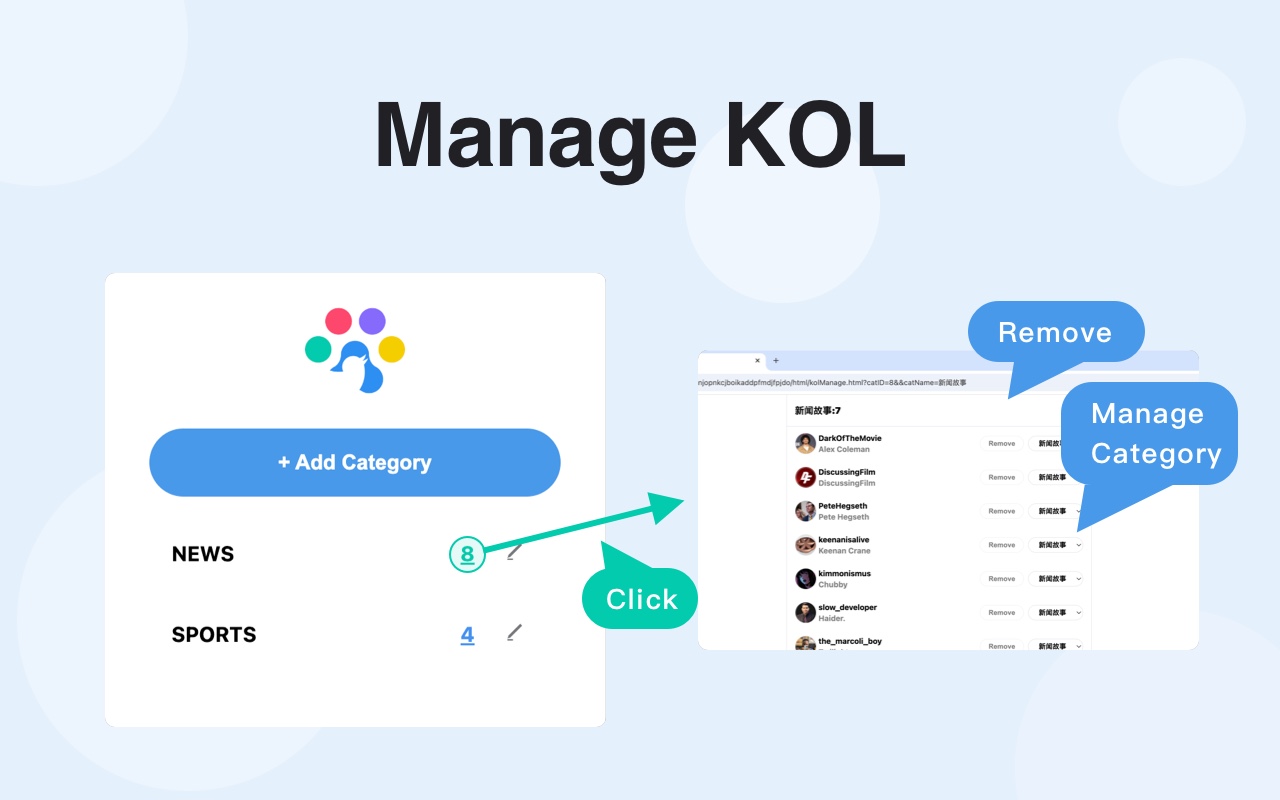 Manage KOL
+ Add Category
NEWS
8
SPORTS
4
Click
Remove
Manage
Category
× +
njopnkcjboikaddpfmdjfpjdo/html/kolManage.html?catID=8&&catName=新闻故事
新闻故事:7
DarkOfTheMovie
Alex Coleman
Remove
新闻故
DiscussingFilm
DiscussingFilm
Remove
新闻故事
PeteHegseth
Pete Hegseth
Remove
新闻故事
keenanisalive
Keenan Crane
Remove
新闻故事
kimmonismus
Chubby
Remove
新闻故事
slow_developer
Haider.
Remove
新闻故事
the_marcoli_boy
Remove
新闻故事